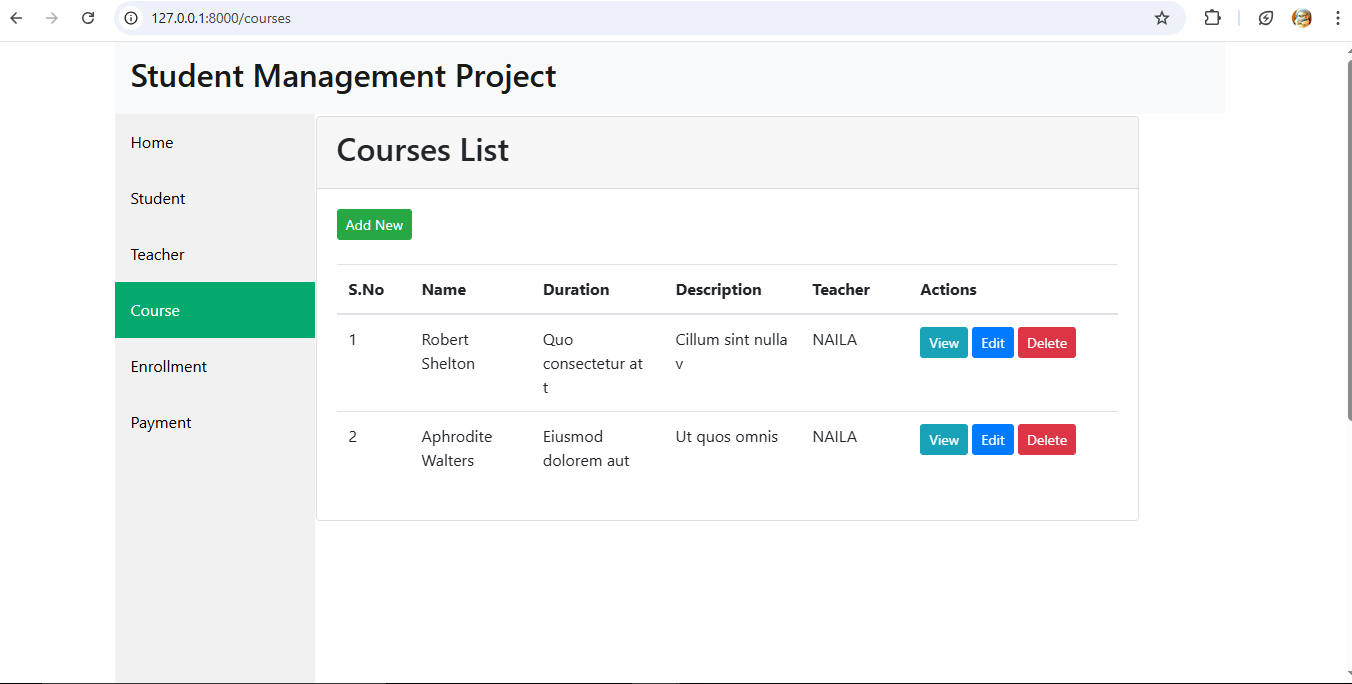 127.0.0.1:8000/courses
Student Management Project
Home
Student
Teacher
Course
Enrollment
Payment
Courses List
Add New
S.No Name Duration Description Teacher Actions
1 Robert Quo Cillum sint nulla NAILA View Edit Delete
Shelton consectetur at v
t
2 Aphrodite Eiusmod Ut quos omnis NAILA View Edit Delete
Walters dolorem aut